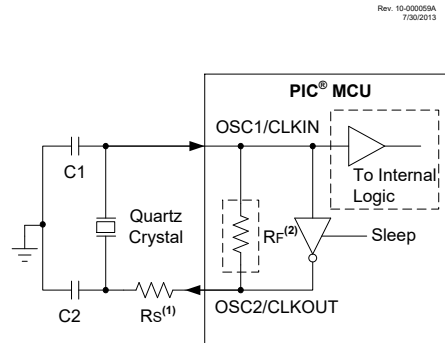 Rev. 10-000059A
7/30/2013
PIC® MCU
OSC1/CLKIN
C1
To Internal
Logic
Quartz
Crystal
RF(2)
Sleep
C2
RS(1)
OSC2/CLKOUT